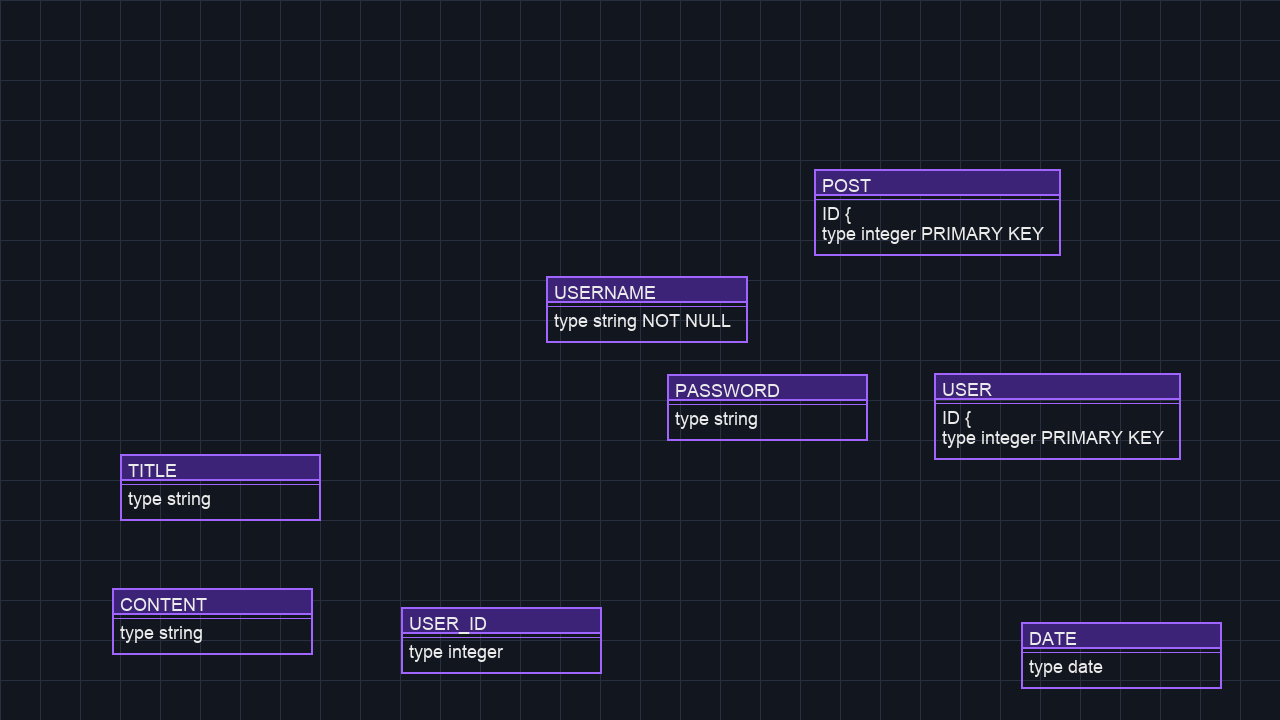 POST
ID {
type integer PRIMARY KEY
USERNAME
type string NOT NULL
PASSWORD
type string
USER
ID {
type integer PRIMARY KEY
TITLE
type string
CONTENT
type string
USER_ID
type integer
DATE
type date